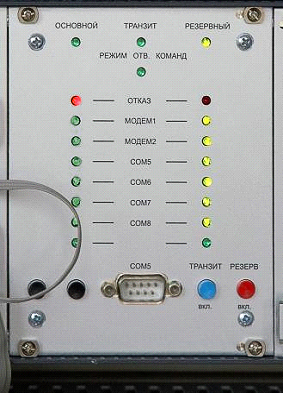 ОСНОВНОЙ ТРАНЗИТ РЕЗЕРВНЫЙ
РЕЖИМ ОТВ. КОМАНД
ОТКАЗ
МОДЕМ1
МОДЕМ2
COM5
COM6
COM7
COM8
COM5 ТРАНЗИТ РЕЗЕРВ
ВКЛ. ВКЛ.